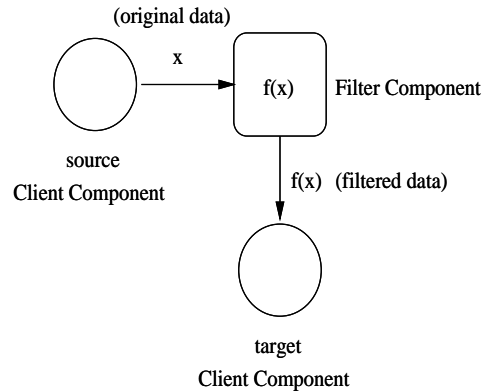 (original data)
x
f(x)
Filter Component
source
Client Component
f(x) (filtered data)
target
Client Component